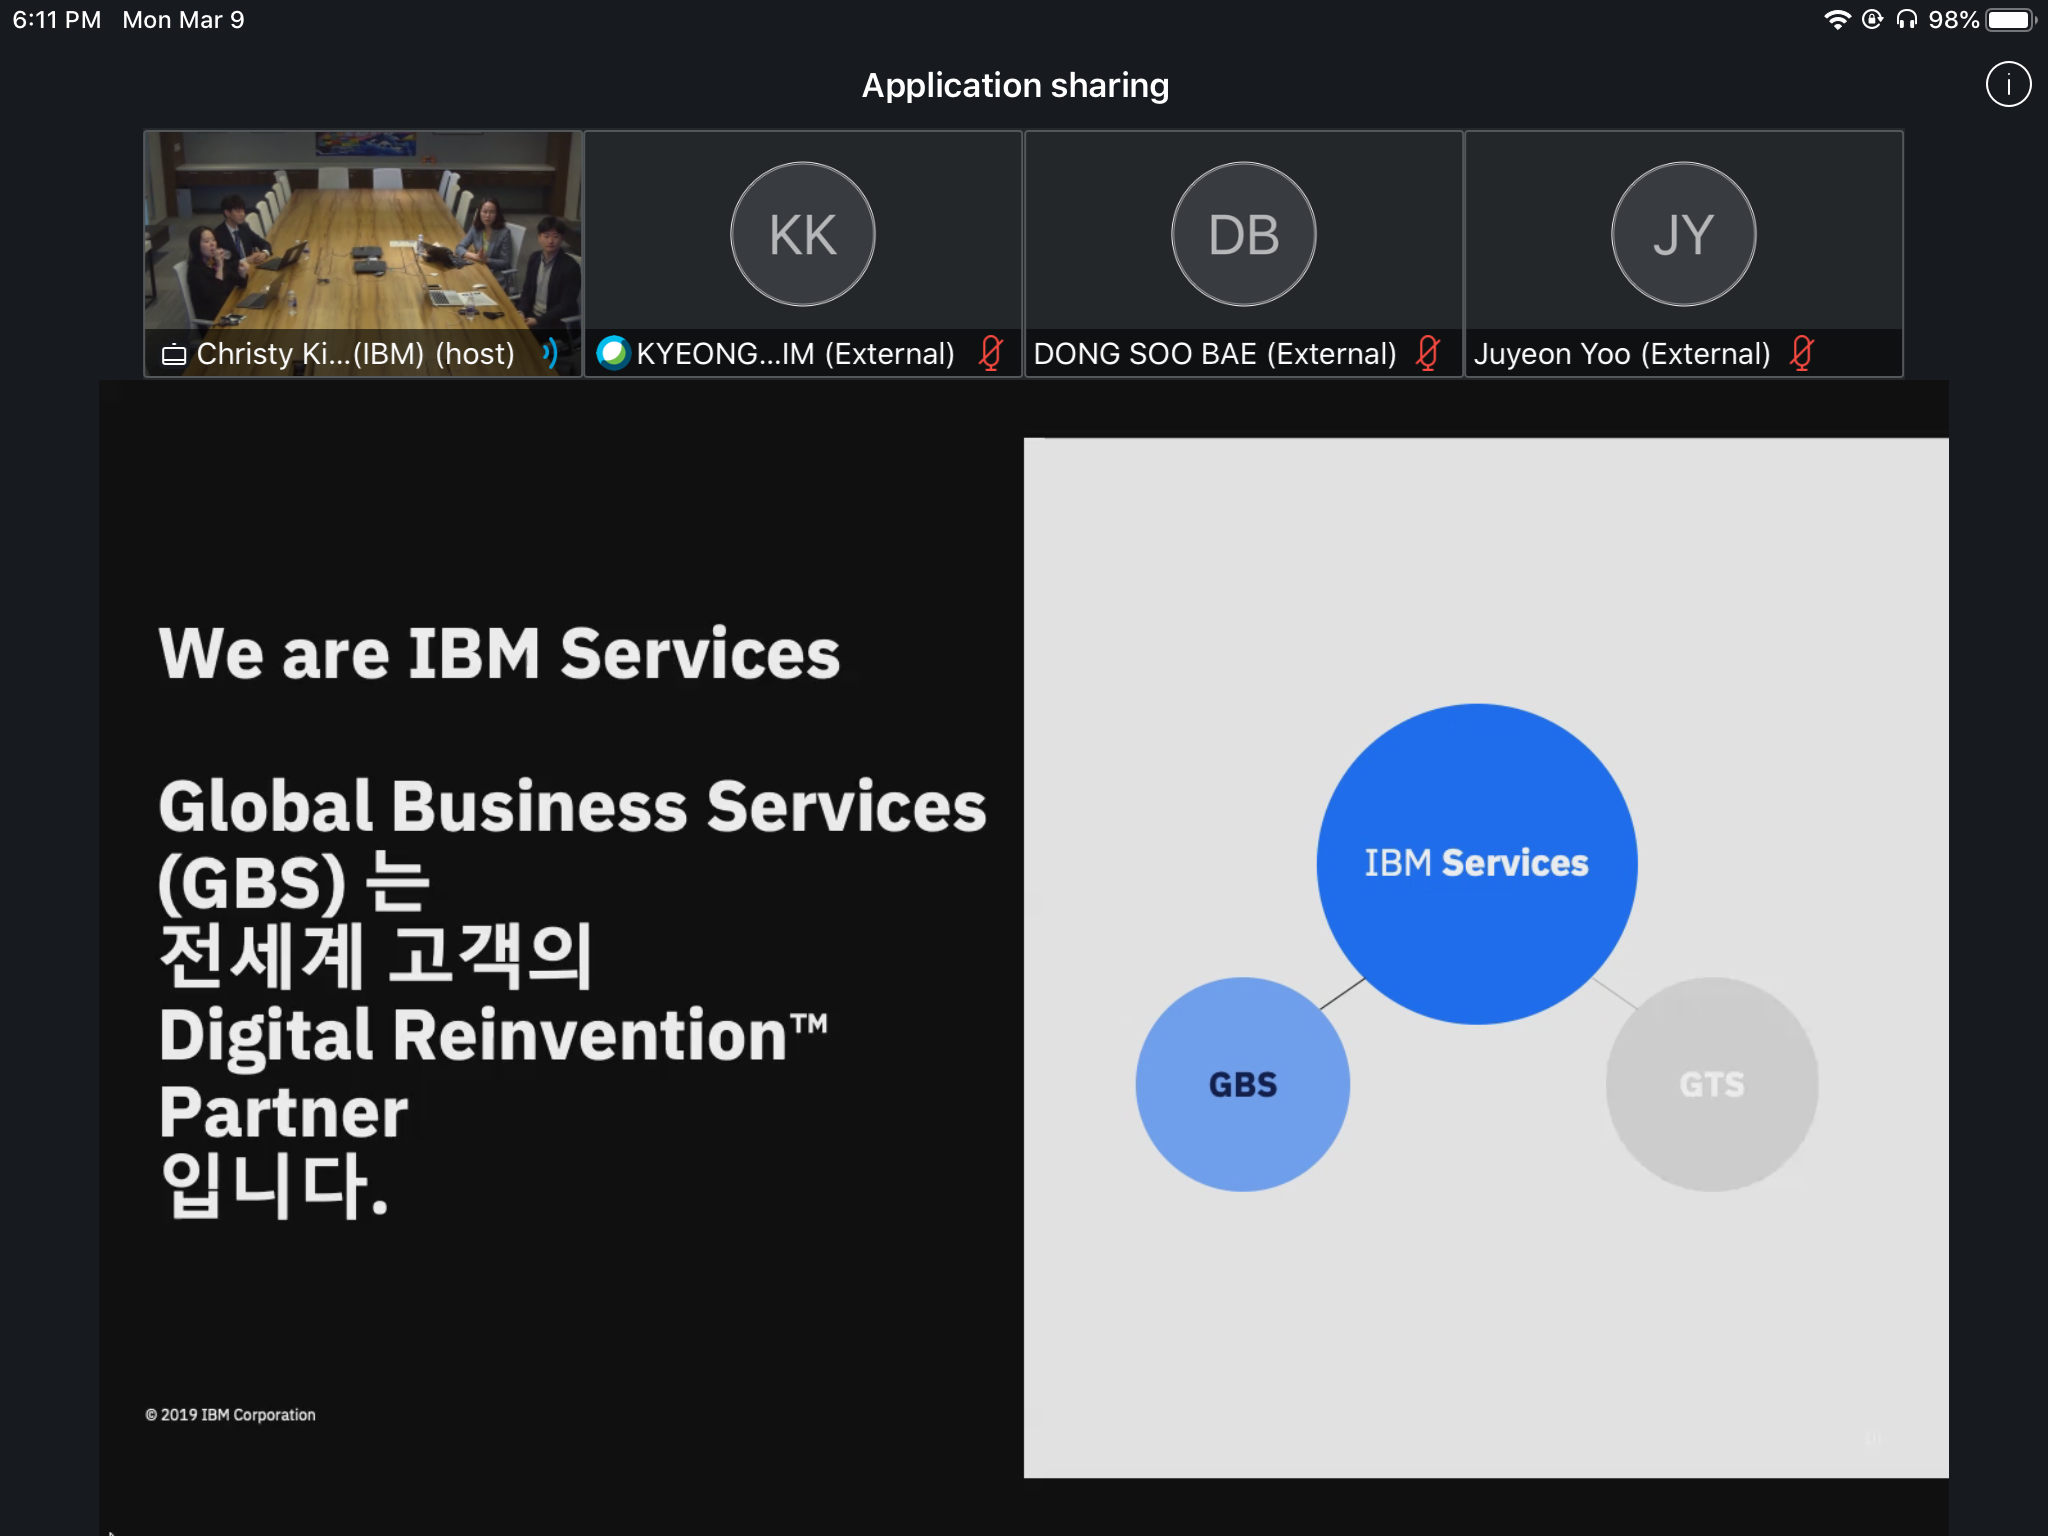 6:11 PM Mon Mar 9
98%
Application sharing
i
KK
DB
JY
Christy Ki...(IBM) (host)
KYEONG...IM (External)
DONG SOO BAE (External)
Juyeon Yoo (External)
We are IBM Services
Global Business Services
(GBS) 는
전세계 고객의
Digital Reinvention™
Partner
입니다.
IBM Services
GBS
GTS
© 2019 IBM Corporation